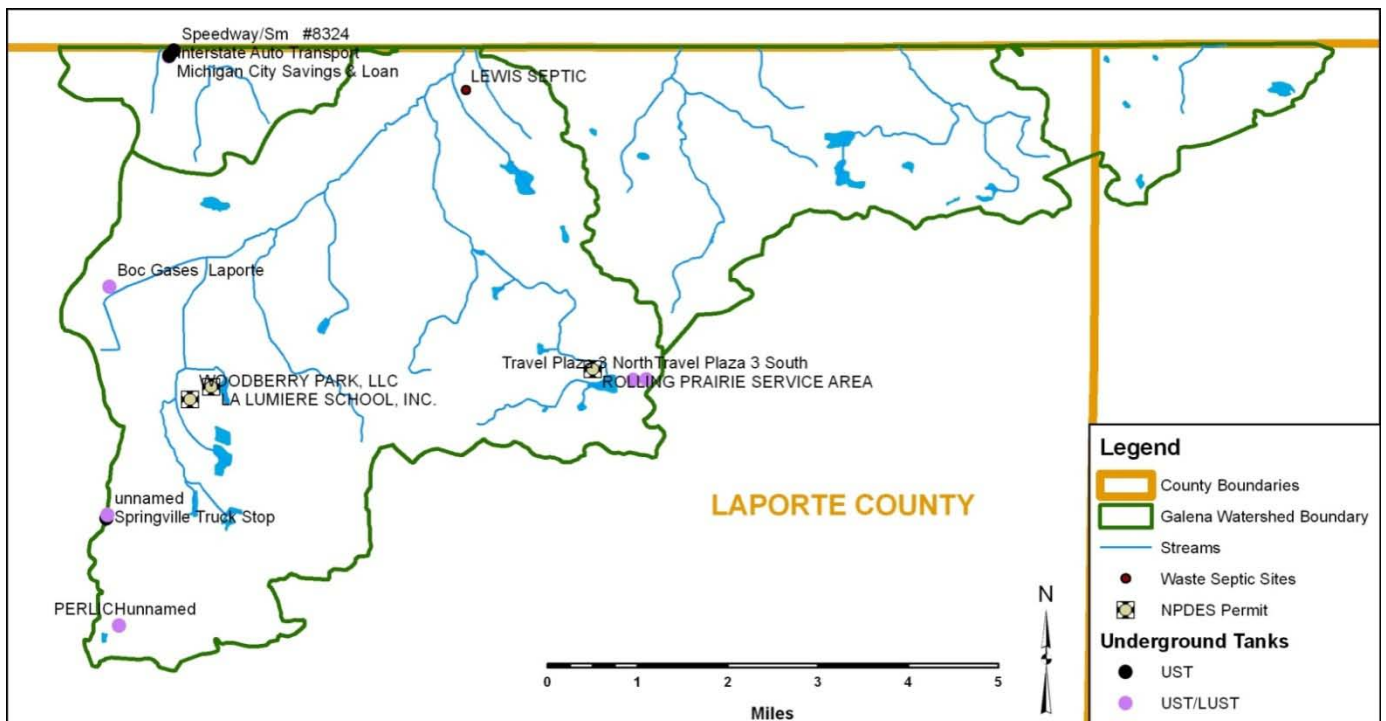 Speedway/Sm #8324
Interstate Auto Transport
Michigan City Savings & Loan
LEWIS SEPTIC
Boc Gases Laporte
Travel Plaza 3 North
Travel Plaza 3 South
ROLLING PRAIRIE SERVICE AREA
WOODBERRY PARK, LLC
LA LUMIERE SCHOOL, INC.
unnamed
Springville Truck Stop
LAPORTE COUNTY
PERLICH
unnamed
N
0 1 2 3 4 5
Miles
Legend
County Boundaries
Galena Watershed Boundary
Streams
Waste Septic Sites
NPDES Permit
Underground Tanks
UST
UST/LUST